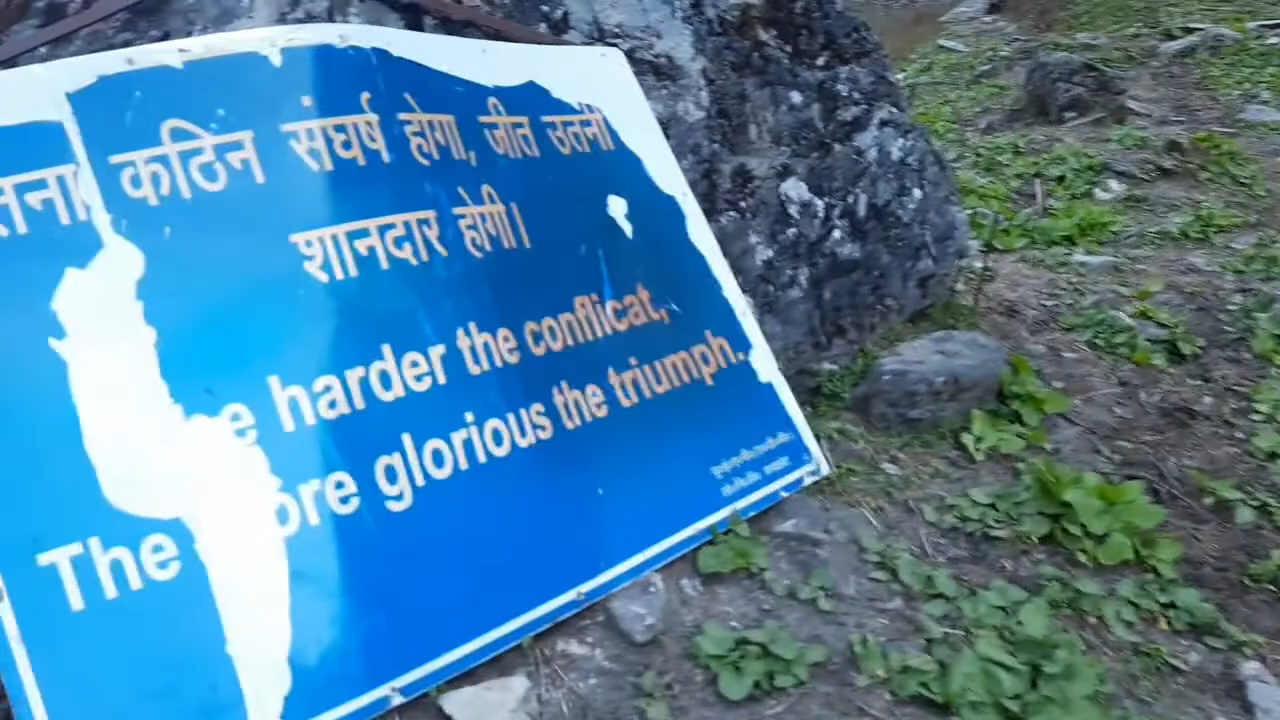 तना कठिन संघर्ष होगा, जीत उतनी
शानदार होगी।
e harder the conflicat,
The ore glorious the triumph.